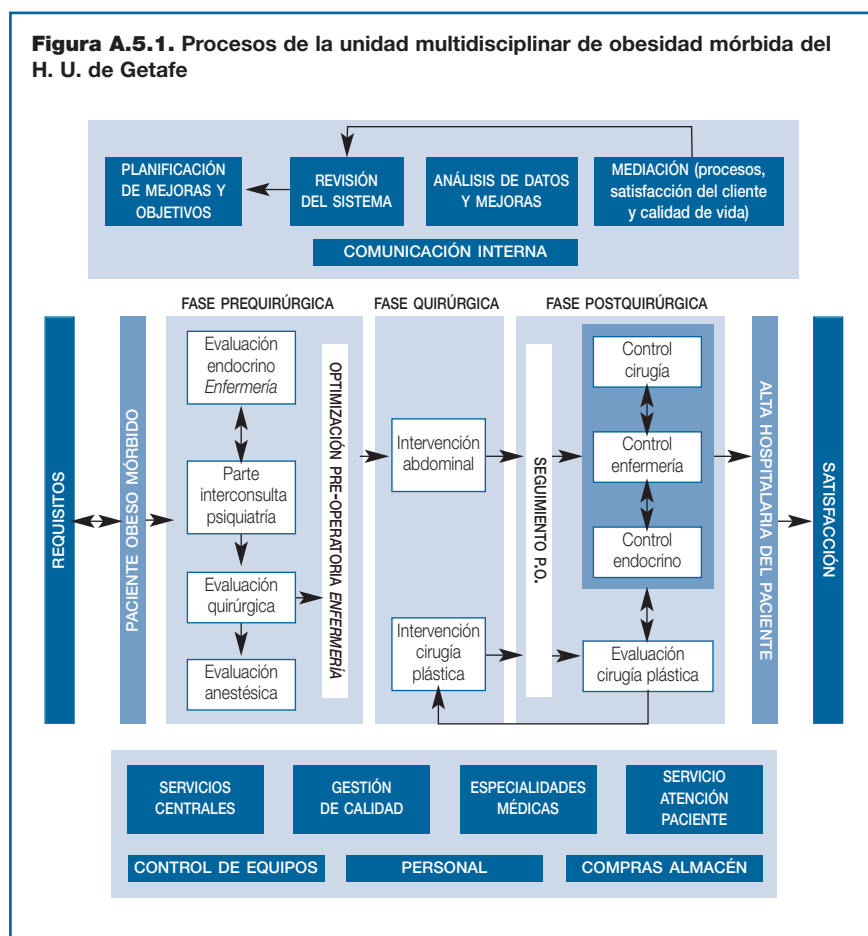 Figura A.5.1. Procesos de la unidad multidisciplinar de obesidad mórbida del
H. U. de Getafe
PLANIFICACIÓN
DE MEJORAS Y
OBJETIVOS
REVISIÓN
DEL SISTEMA
ANÁLISIS DE DATOS
Y MEJORAS
MEDIACIÓN (procesos,
satisfacción del cliente
y calidad de vida)
COMUNICACIÓN INTERNA
REQUISITOS
PACIENTE OBESO MÓRBIDO
FASE PREQUIRÚRGICA
Evaluación
endocrino
Enfermería
Parte
interconsulta
psiquiatría
Evaluación
quirúrgica
Evaluación
anestésica
OPTIMIZACIÓN PRE-OPERATORIA ENFERMERÍA
FASE QUIRÚRGICA
Intervención
abdominal
Intervención
cirugía
plástica
FASE POSTQUIRÚRGICA
SEGUIMIENTO P.O.
Control
cirugía
Control
enfermería
Control
endocrino
Evaluación
cirugía plástica
ALTA HOSPITALARIA DEL PACIENTE
SATISFACCIÓN
SERVICIOS
CENTRALES
GESTIÓN
DE CALIDAD
ESPECIALIDADES
MÉDICAS
SERVICIO
ATENCIÓN
PACIENTE
CONTROL DE EQUIPOS
PERSONAL
COMPRAS ALMACÉN